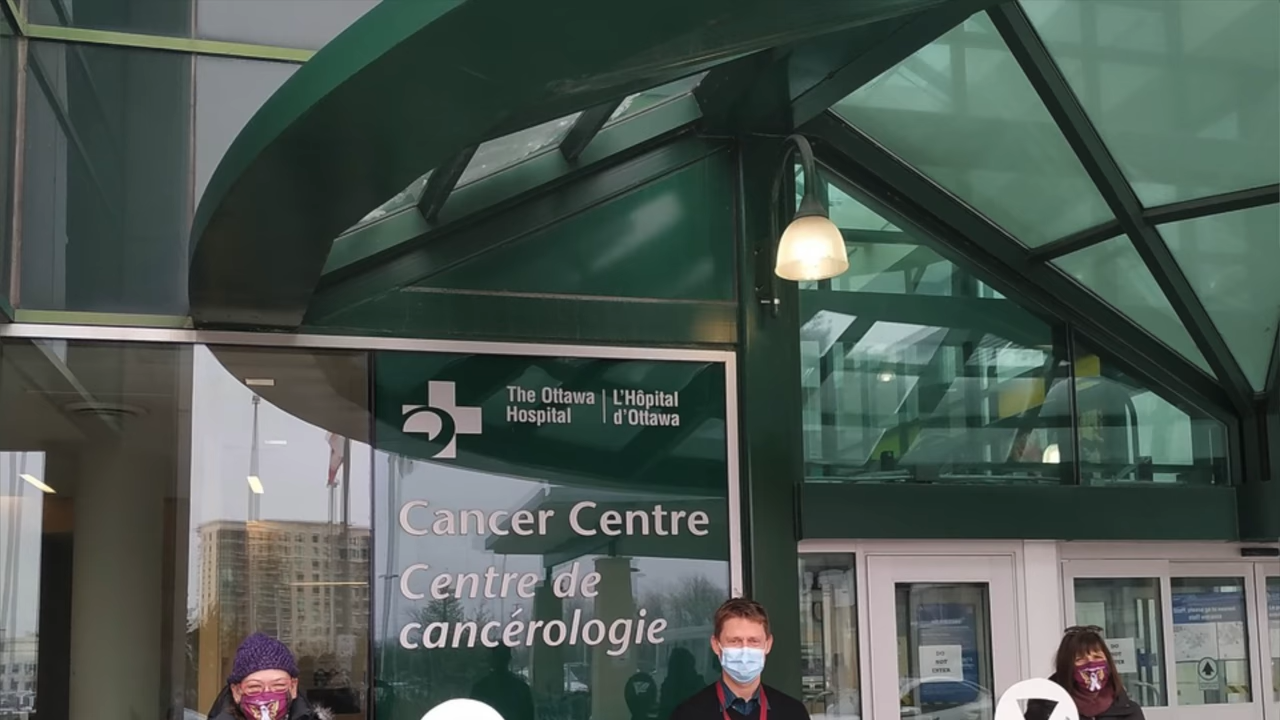 The Ottawa Hospital
L'Hôpital d'Ottawa
Cancer Centre
Centre de
cancérologie
DO
NOT
ENTER